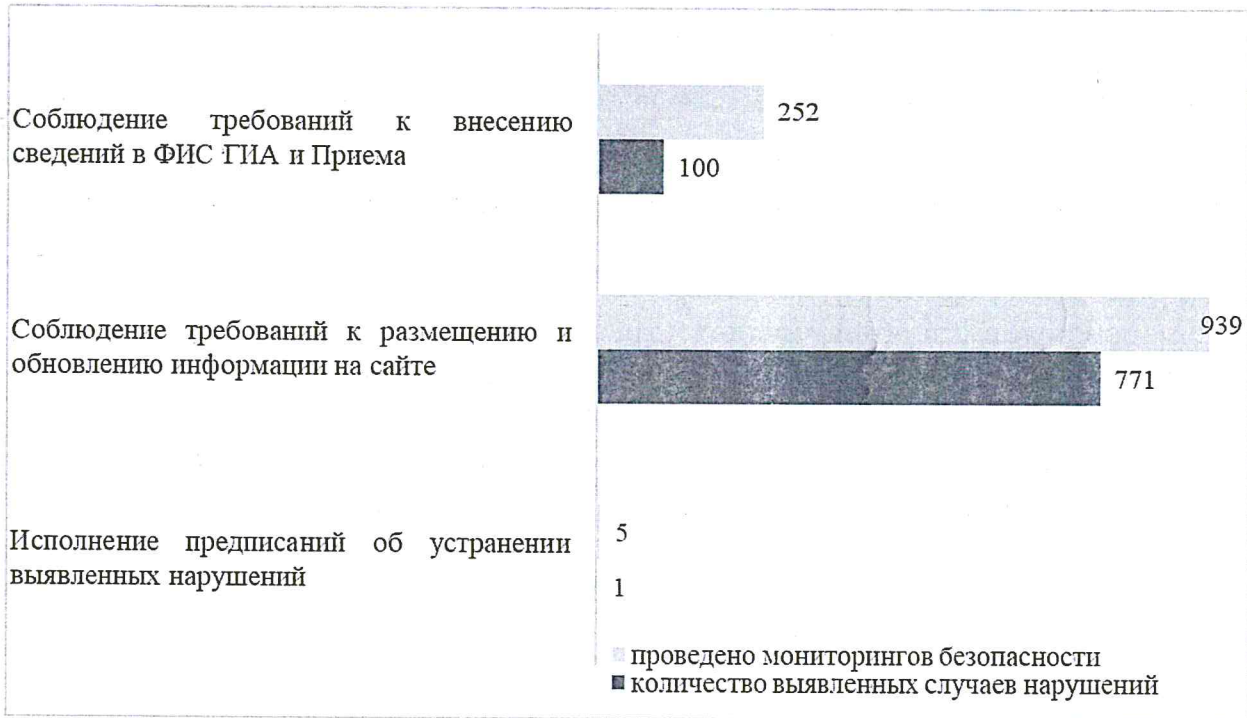 Соблюдение требований к внесению
сведений в ФИС ГИА и Приема
252
100
Соблюдение требований к размещению и
обновлению информации на сайте
939
771
Исполнение предписаний об устранении
выявленных нарушений
5
1
проведено мониторингов безопасности
количество выявленных случаев нарушений